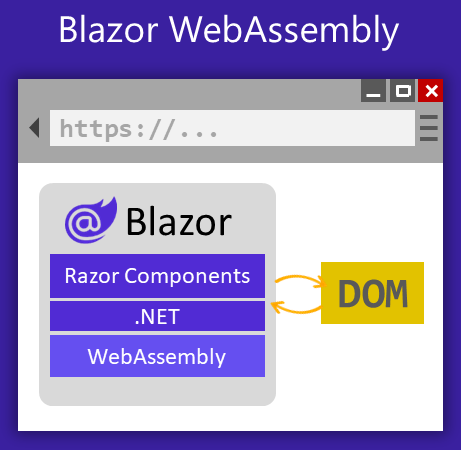 Blazor WebAssembly
https://...
@ Blazor
Razor Components
.NET
WebAssembly
DOM